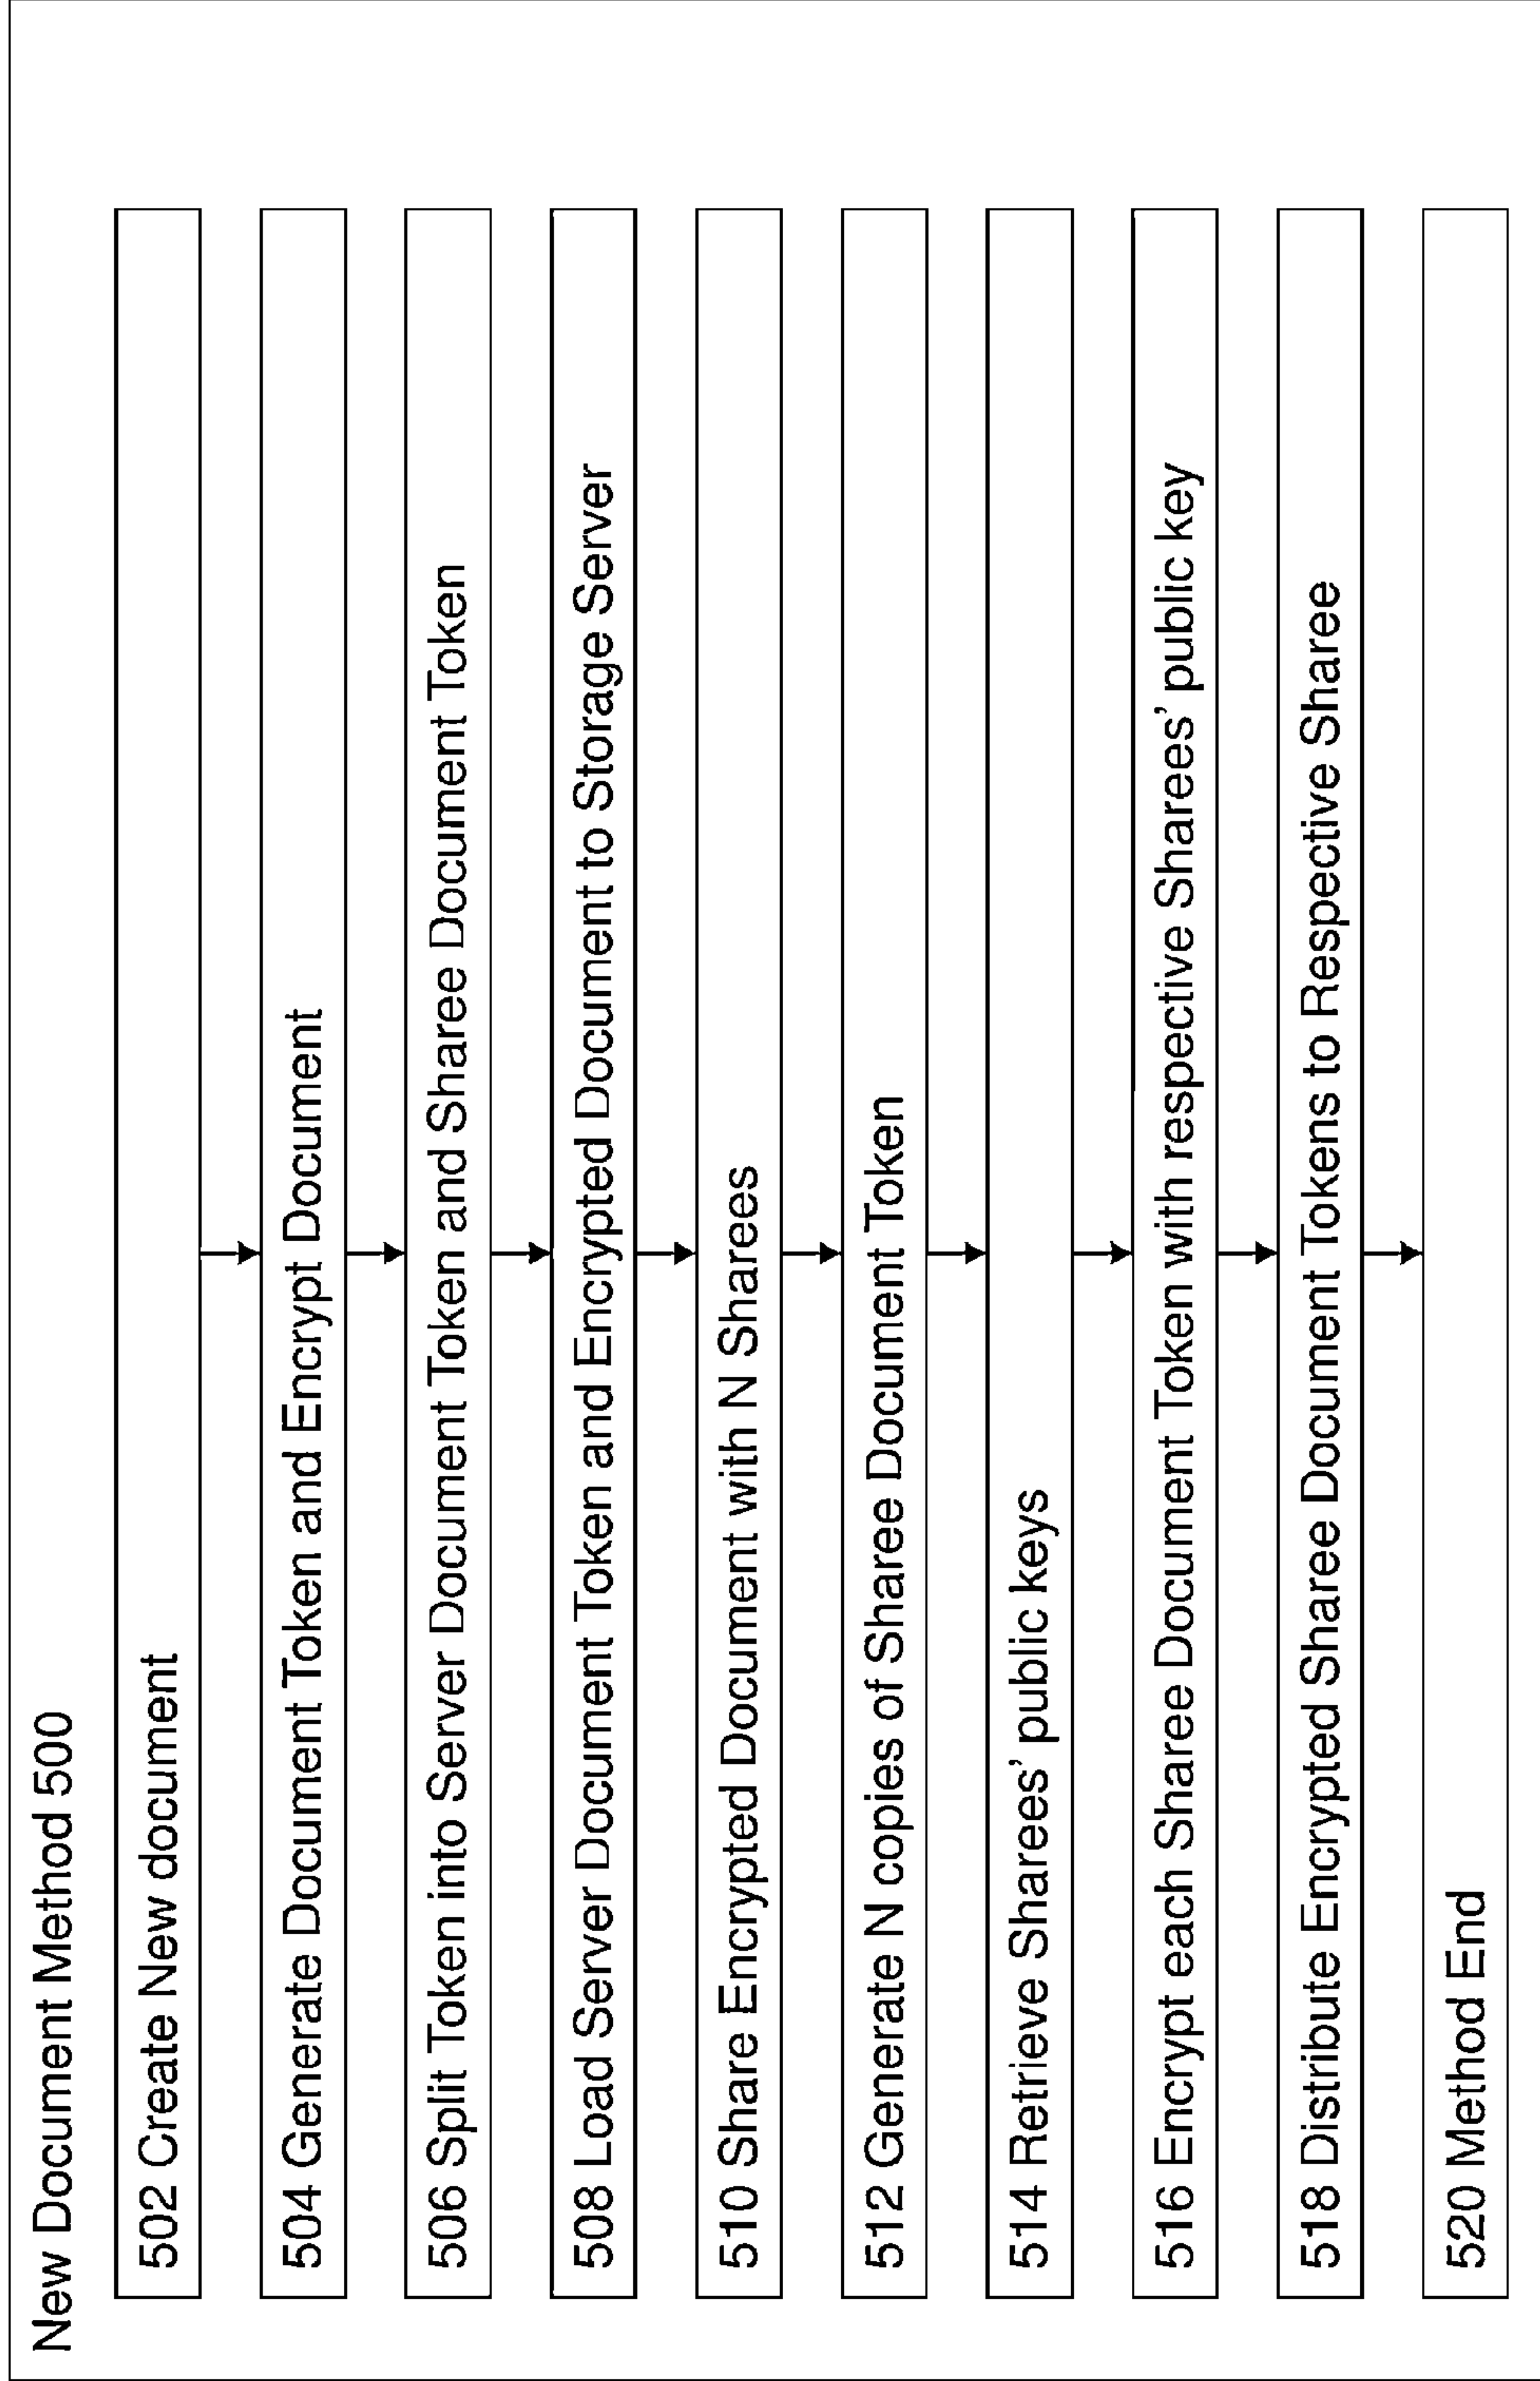 New Document Method 500
502 Create New document
504 Generate Document Token and Encrypt Document
506 Split Token into Server Document Token and Sharee Document Token
508 Load Server Document Token and Encrypted Document to Storage Server
510 Share Encrypted Document with N Sharees
512 Generate N copies of Sharee Document Token
514 Retrieve Sharees' public keys
516 Encrypt each Sharee Document Token with respective Sharees' public key
518 Distribute Encrypted Sharee Document Tokens to Respective Sharee
520 Method End